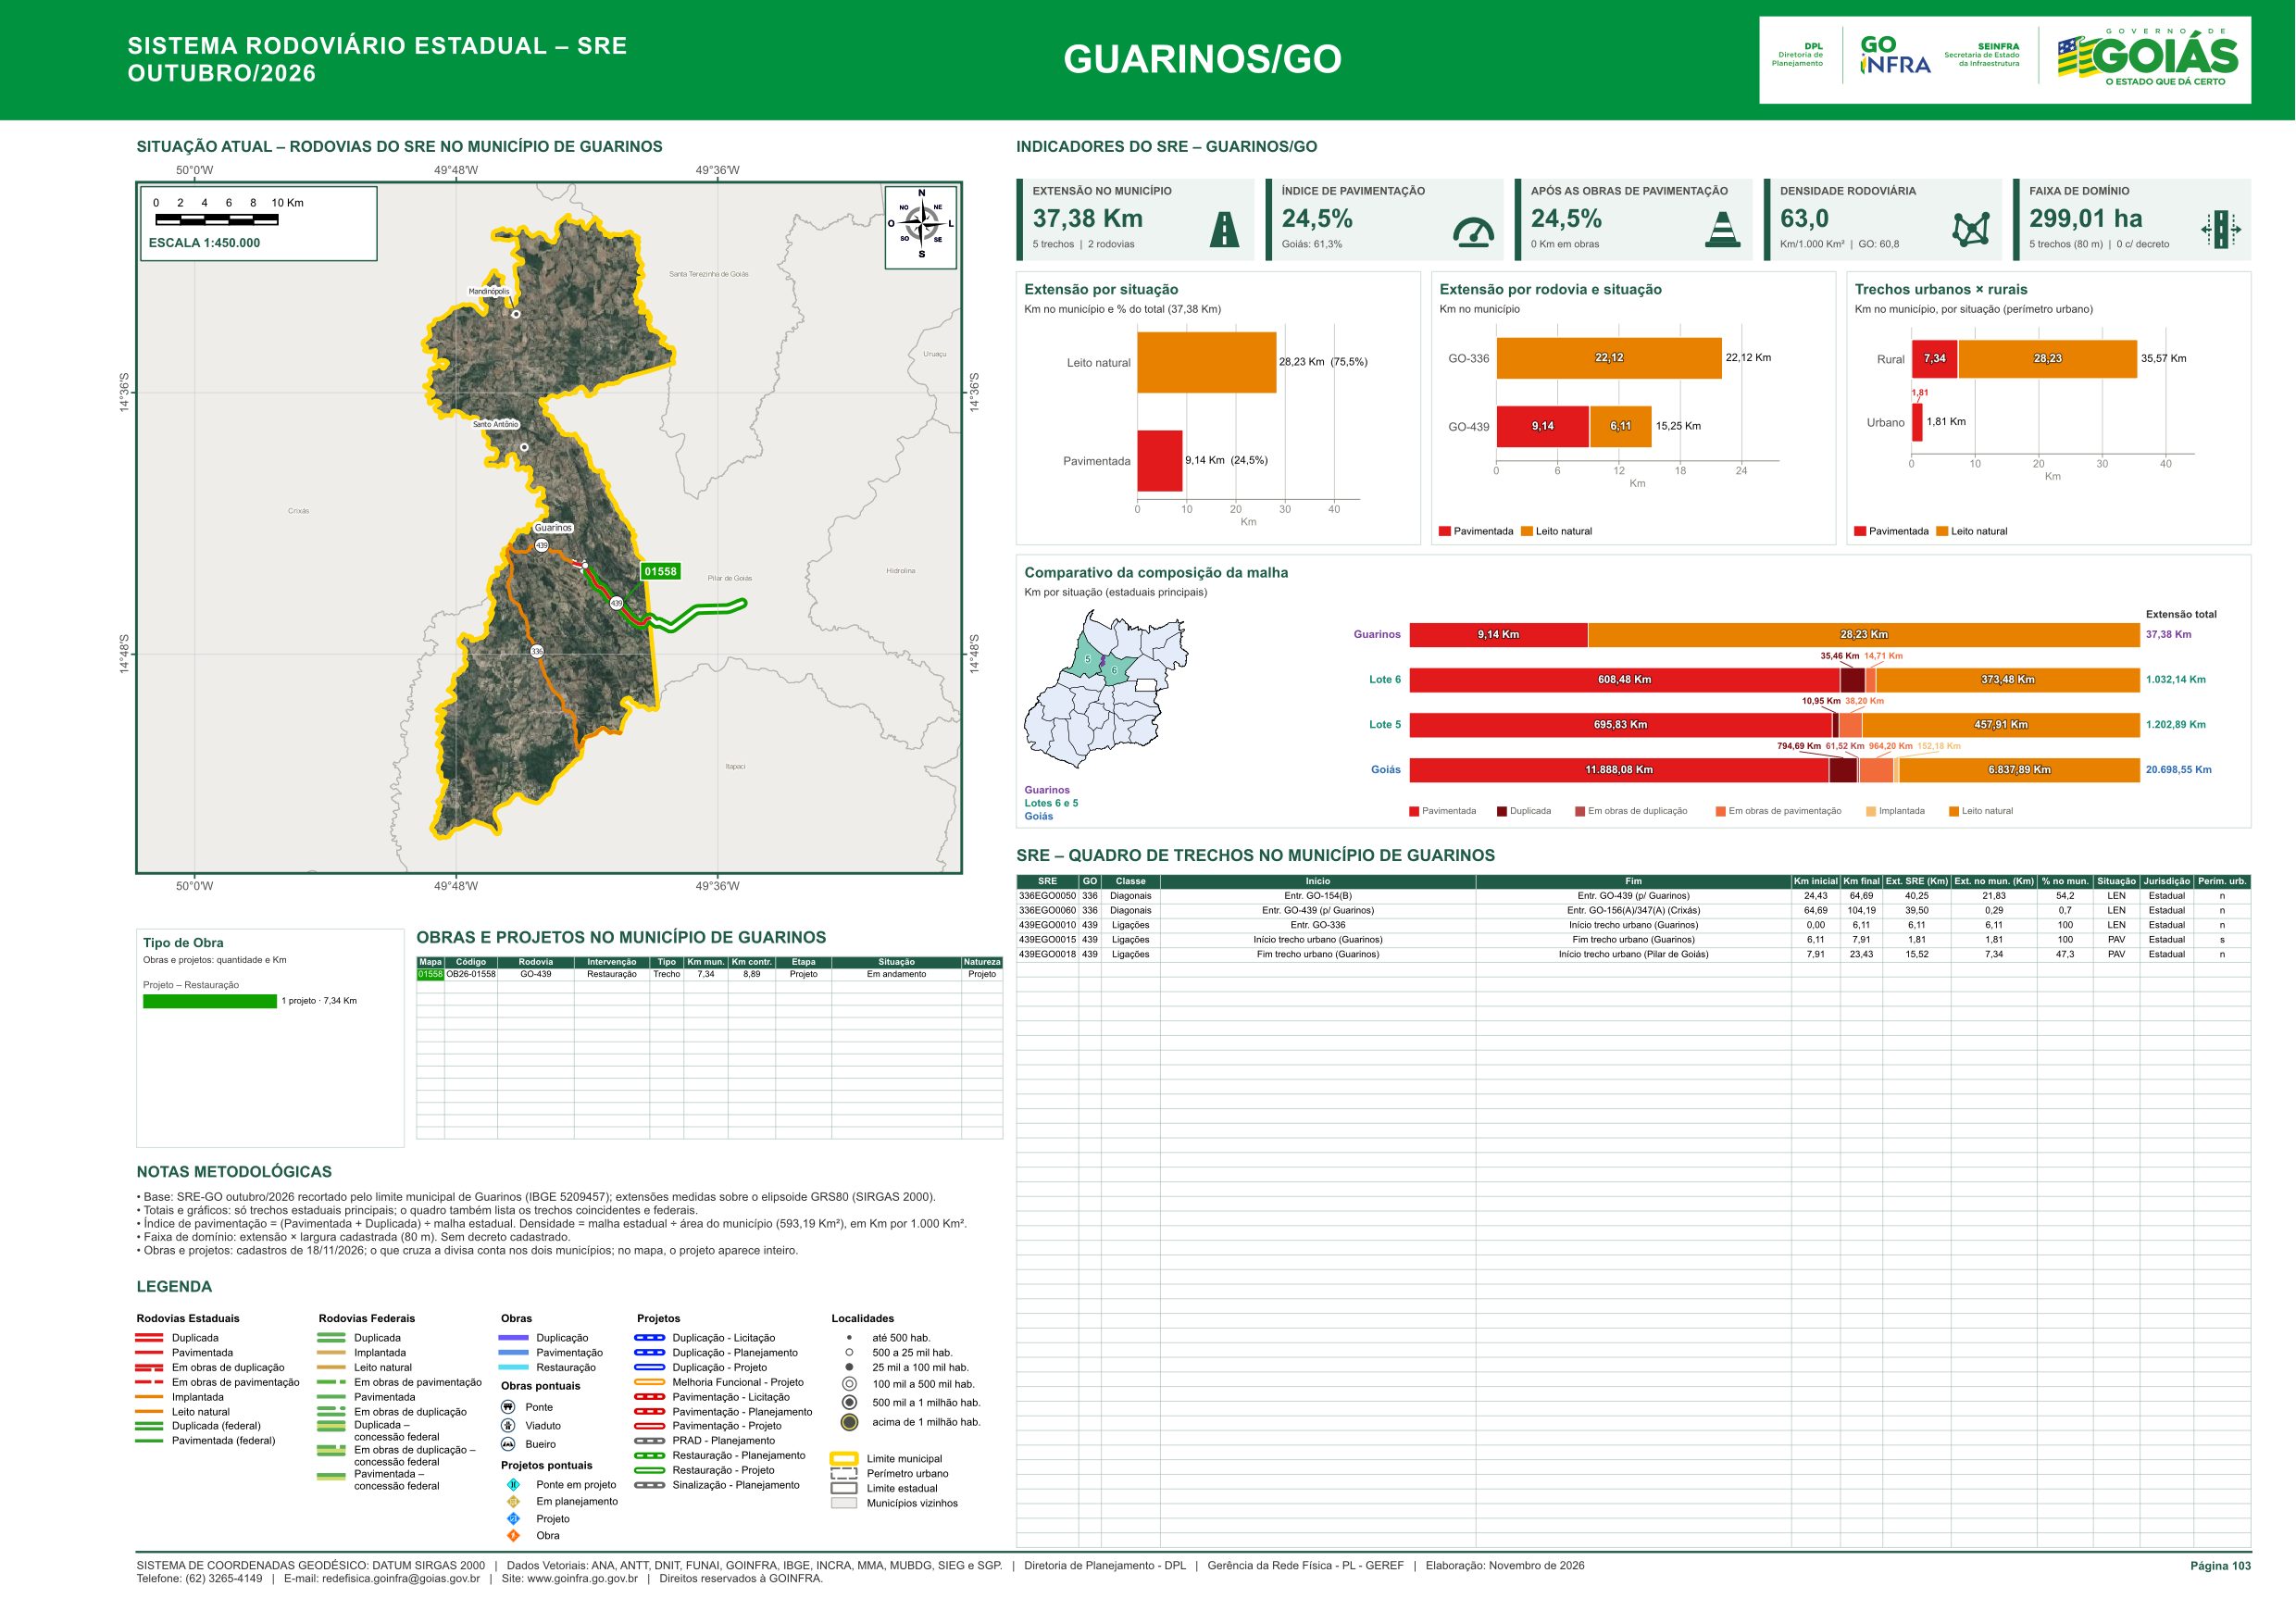 SISTEMA RODOVIÁRIO ESTADUAL – SRE
OUTUBRO/2026
GUARINOS/GO
DPL
Diretoria de
Planejamento
GO
iNFRA
SEINFRA
Secretaria de Estado
da Infraestrutura
GOVERNO DE
GOIÁS
O ESTADO QUE DÁ CERTO
SITUAÇÃO ATUAL – RODOVIAS DO SRE NO MUNICÍPIO DE GUARINOS
50°0'W 49°48'W 49°36'W
0 2 4 6 8 10 Km
ESCALA 1:450.000
N
NO NE
O L
SO SE
S
Santa Terezinha de Goiás
Mandinópolis
Uruaçu
14°36'S 14°36'S
Santo Antônio
Crixás
Guarinos
439
01558
Pilar de Goiás
Hidrolina
439
336
14°48'S 14°48'S
Itapaci
50°0'W 49°48'W 49°36'W
INDICADORES DO SRE – GUARINOS/GO
EXTENSÃO NO MUNICÍPIO
37,38 Km
5 trechos | 2 rodovias
ÍNDICE DE PAVIMENTAÇÃO
24,5%
Goiás: 61,3%
APÓS AS OBRAS DE PAVIMENTAÇÃO
24,5%
0 Km em obras
DENSIDADE RODOVIÁRIA
63,0
Km/1.000 Km² | GO: 60,8
FAIXA DE DOMÍNIO
299,01 ha
5 trechos (80 m) | 0 c/ decreto
Extensão por situação
Km no município e % do total (37,38 Km)
Leito natural 28,23 Km (75,5%)
Pavimentada 9,14 Km (24,5%)
0 10 20 30 40
Km
Extensão por rodovia e situação
Km no município
GO-336 22,12 22,12 Km
GO-439 9,14 6,11 15,25 Km
0 6 12 18 24
Km
Pavimentada Leito natural
Trechos urbanos × rurais
Km no município, por situação (perímetro urbano)
Rural 7,34 28,23 35,57 Km
1,81
Urbano 1,81 Km
0 10 20 30 40
Km
Pavimentada Leito natural
Comparativo da composição da malha
Km por situação (estaduais principais)
5
6
Guarinos
Lotes 6 e 5
Goiás
Extensão total
Guarinos 9,14 Km 28,23 Km 37,38 Km
35,46 Km 14,71 Km
Lote 6 608,48 Km 373,48 Km 1.032,14 Km
10,95 Km 38,20 Km
Lote 5 695,83 Km 457,91 Km 1.202,89 Km
794,69 Km 61,52 Km 964,20 Km 152,18 Km
Goiás 11.888,08 Km 6.837,89 Km 20.698,55 Km
Pavimentada Duplicada Em obras de duplicação Em obras de pavimentação Implantada Leito natural
SRE – QUADRO DE TRECHOS NO MUNICÍPIO DE GUARINOS
SRE GO Classe Início Fim Km inicial Km final Ext. SRE (Km) Ext. no mun. (Km) % no mun. Situação Jurisdição Perím. urb.
336EGO0050 336 Diagonais Entr. GO-154(B) Entr. GO-439 (p/ Guarinos) 24,43 64,69 40,25 21,83 54,2 LEN Estadual n
336EGO0060 336 Diagonais Entr. GO-439 (p/ Guarinos) Entr. GO-156(A)/347(A) (Crixás) 64,69 104,19 39,50 0,29 0,7 LEN Estadual n
439EGO0010 439 Ligações Entr. GO-336 Início trecho urbano (Guarinos) 0,00 6,11 6,11 6,11 100 LEN Estadual n
439EGO0015 439 Ligações Início trecho urbano (Guarinos) Fim trecho urbano (Guarinos) 6,11 7,91 1,81 1,81 100 PAV Estadual s
439EGO0018 439 Ligações Fim trecho urbano (Guarinos) Início trecho urbano (Pilar de Goiás) 7,91 23,43 15,52 7,34 47,3 PAV Estadual n
Tipo de Obra
Obras e projetos: quantidade e Km
Projeto – Restauração
1 projeto · 7,34 Km
OBRAS E PROJETOS NO MUNICÍPIO DE GUARINOS
Mapa Código Rodovia Intervenção Tipo Km mun. Km contr. Etapa Situação Natureza
01558 OB26-01558 GO-439 Restauração Trecho 7,34 8,89 Projeto Em andamento Projeto
NOTAS METODOLÓGICAS
• Base: SRE-GO outubro/2026 recortado pelo limite municipal de Guarinos (IBGE 5209457); extensões medidas sobre o elipsoide GRS80 (SIRGAS 2000).
• Totais e gráficos: só trechos estaduais principais; o quadro também lista os trechos coincidentes e federais.
• Índice de pavimentação = (Pavimentada + Duplicada) ÷ malha estadual. Densidade = malha estadual ÷ área do município (593,19 Km²), em Km por 1.000 Km².
• Faixa de domínio: extensão × largura cadastrada (80 m). Sem decreto cadastrado.
• Obras e projetos: cadastros de 18/11/2026; o que cruza a divisa conta nos dois municípios; no mapa, o projeto aparece inteiro.
LEGENDA
Rodovias Estaduais
Duplicada
Pavimentada
Em obras de duplicação
Em obras de pavimentação
Implantada
Leito natural
Duplicada (federal)
Pavimentada (federal)
Rodovias Federais
Duplicada
Implantada
Leito natural
Em obras de pavimentação
Pavimentada
Em obras de duplicação
Duplicada –
concessão federal
Em obras de duplicação –
concessão federal
Pavimentada –
concessão federal
Obras
Duplicação
Pavimentação
Restauração
Obras pontuais
Ponte
Viaduto
Bueiro
Projetos pontuais
Ponte em projeto
Em planejamento
Projeto
Obra
Projetos
Duplicação - Licitação
Duplicação - Planejamento
Duplicação - Projeto
Melhoria Funcional - Projeto
Pavimentação - Licitação
Pavimentação - Planejamento
Pavimentação - Projeto
PRAD - Planejamento
Restauração - Planejamento
Restauração - Projeto
Sinalização - Planejamento
Localidades
até 500 hab.
500 a 25 mil hab.
25 mil a 100 mil hab.
100 mil a 500 mil hab.
500 mil a 1 milhão hab.
acima de 1 milhão hab.
Limite municipal
Perímetro urbano
Limite estadual
Municípios vizinhos
SISTEMA DE COORDENADAS GEODÉSICO: DATUM SIRGAS 2000 | Dados Vetoriais: ANA, ANTT, DNIT, FUNAI, GOINFRA, IBGE, INCRA, MMA, MUBDG, SIEG e SGP. | Diretoria de Planejamento - DPL | Gerência da Rede Física - PL - GEREF | Elaboração: Novembro de 2026
Telefone: (62) 3265-4149 | E-mail: redefisica.goinfra@goias.gov.br | Site: www.goinfra.go.gov.br | Direitos reservados à GOINFRA.
Página 103